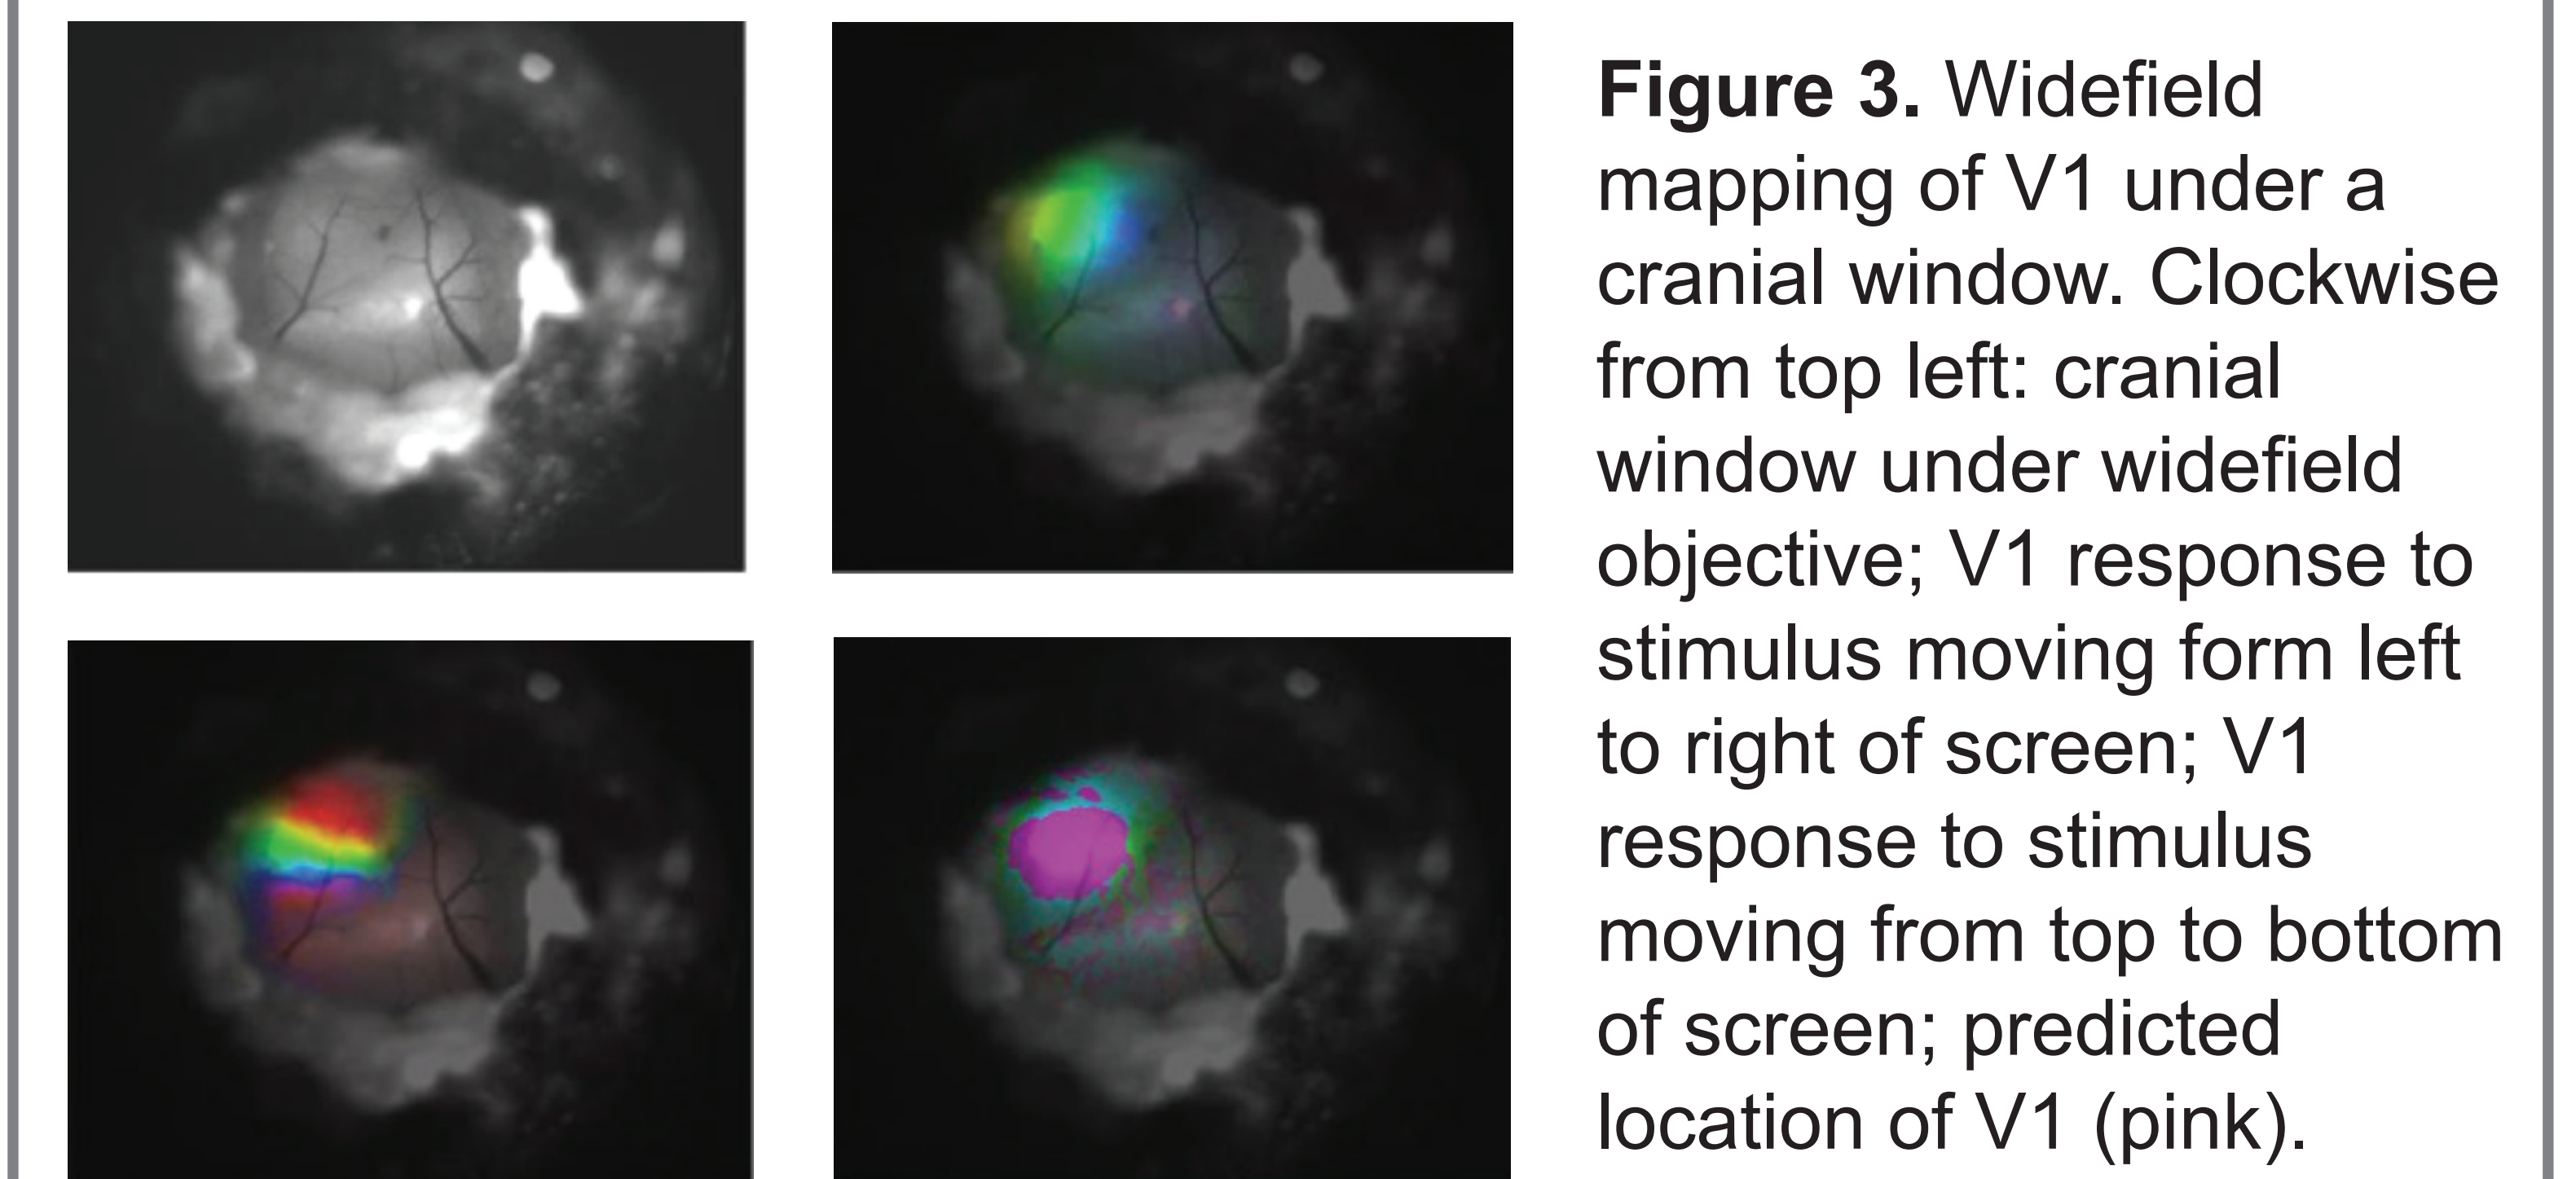 Figure 3. Widefield
mapping of V1 under a
cranial window. Clockwise
from top left: cranial
window under widefield
objective; V1 response to
stimulus moving form left
to right of screen; V1
response to stimulus
moving from top to bottom
of screen; predicted
location of V1 (pink).